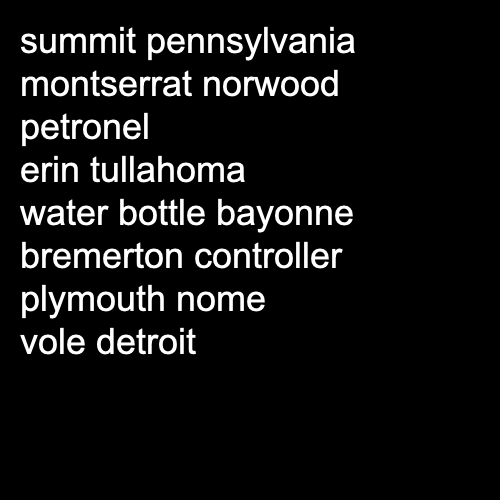 summit pennsylvania
montserrat norwood
petronel
erin tullahoma
water bottle bayonne
bremerton controller
plymouth nome
vole detroit